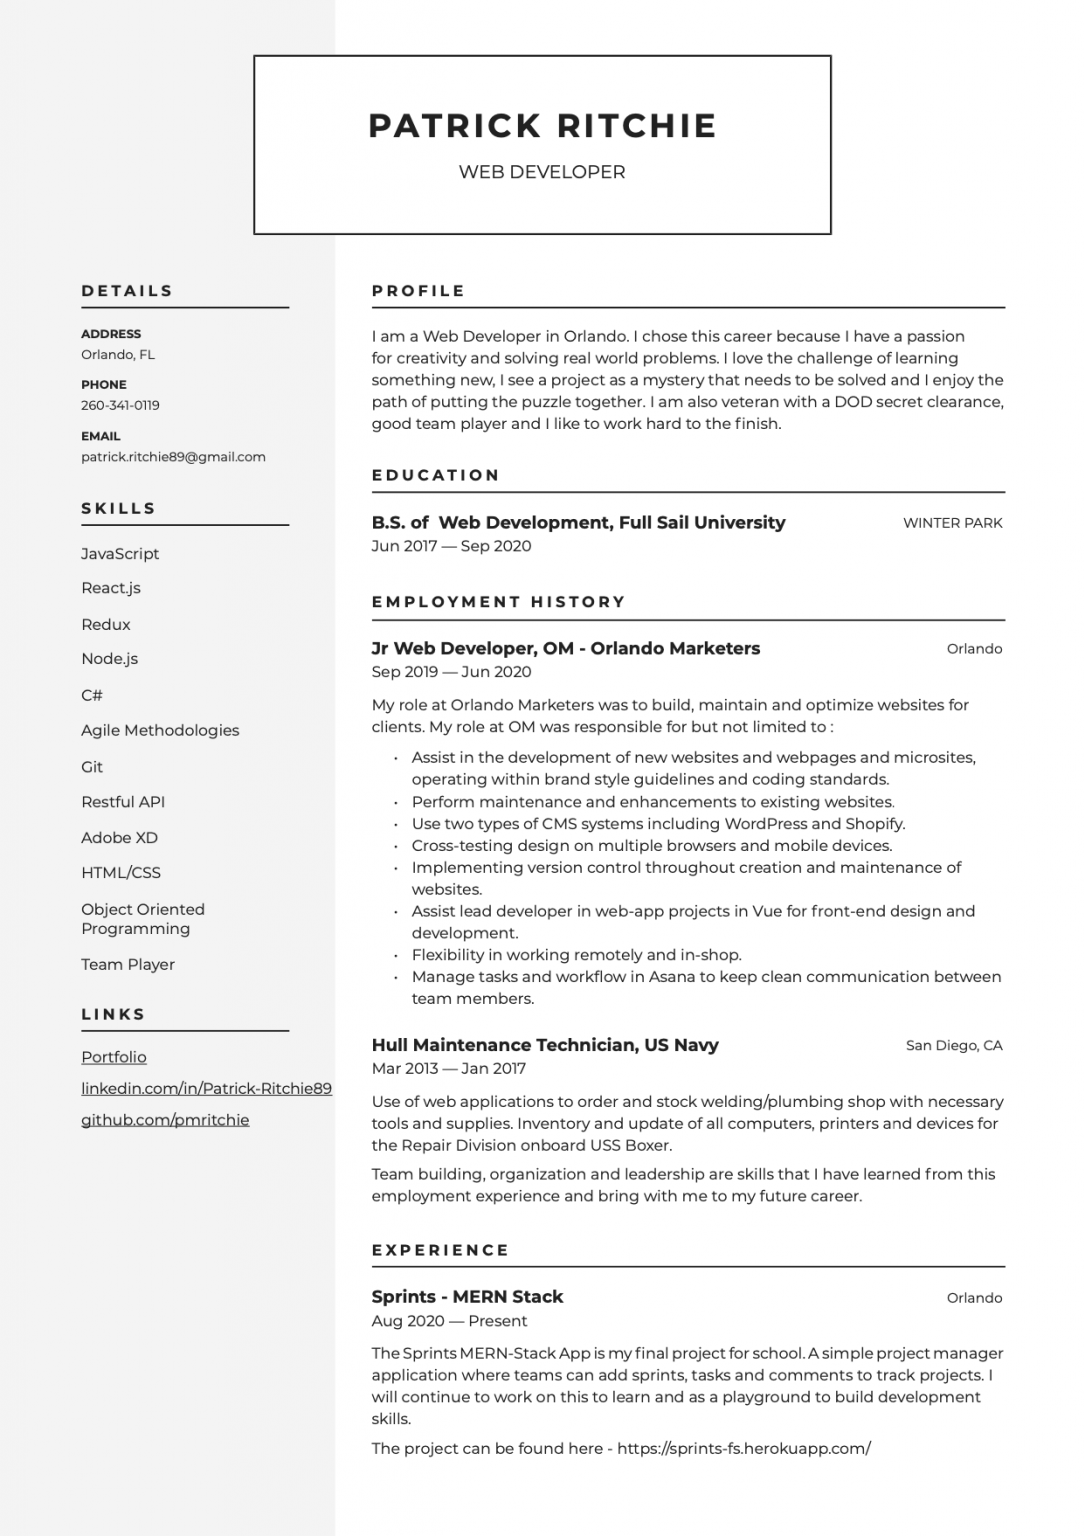 PATRICK RITCHIE
WEB DEVELOPER
DETAILS
ADDRESS
Orlando, FL
PHONE
260-341-0119
EMAIL
patrick.ritchie89@gmail.com
SKILLS
JavaScript
React.js
Redux
Node.js
C#
Agile Methodologies
Git
Restful API
Adobe XD
HTML/CSS
Object Oriented
Programming
Team Player
LINKS
Portfolio
linkedin.com/in/Patrick-Ritchie89
github.com/pmritchie
PROFILE
I am a Web Developer in Orlando. I chose this career because I have a passion
for creativity and solving real world problems. I love the challenge of learning
something new, I see a project as a mystery that needs to be solved and I enjoy the
path of putting the puzzle together. I am also veteran with a DOD secret clearance,
good team player and I like to work hard to the finish.
EDUCATION
B.S. of  Web Development, Full Sail University WINTER PARK
Jun 2017 — Sep 2020
EMPLOYMENT HISTORY
Jr Web Developer, OM - Orlando Marketers Orlando
Sep 2019 — Jun 2020
My role at Orlando Marketers was to build, maintain and optimize websites for
clients. My role at OM was responsible for but not limited to :
• Assist in the development of new websites and webpages and microsites,
operating within brand style guidelines and coding standards.
• Perform maintenance and enhancements to existing websites.
• Use two types of CMS systems including WordPress and Shopify.
• Cross-testing design on multiple browsers and mobile devices.
• Implementing version control throughout creation and maintenance of
websites.
• Assist lead developer in web-app projects in Vue for front-end design and
development.
• Flexibility in working remotely and in-shop.
• Manage tasks and workflow in Asana to keep clean communication between
team members.
Hull Maintenance Technician, US Navy San Diego, CA
Mar 2013 — Jan 2017
Use of web applications to order and stock welding/plumbing shop with necessary
tools and supplies. Inventory and update of all computers, printers and devices for
the Repair Division onboard USS Boxer.
Team building, organization and leadership are skills that I have learned from this
employment experience and bring with me to my future career.
EXPERIENCE
Sprints - MERN Stack Orlando
Aug 2020 — Present
The Sprints MERN-Stack App is my final project for school. A simple project manager
application where teams can add sprints, tasks and comments to track projects. I
will continue to work on this to learn and as a playground to build development
skills.
The project can be found here - https://sprints-fs.herokuapp.com/